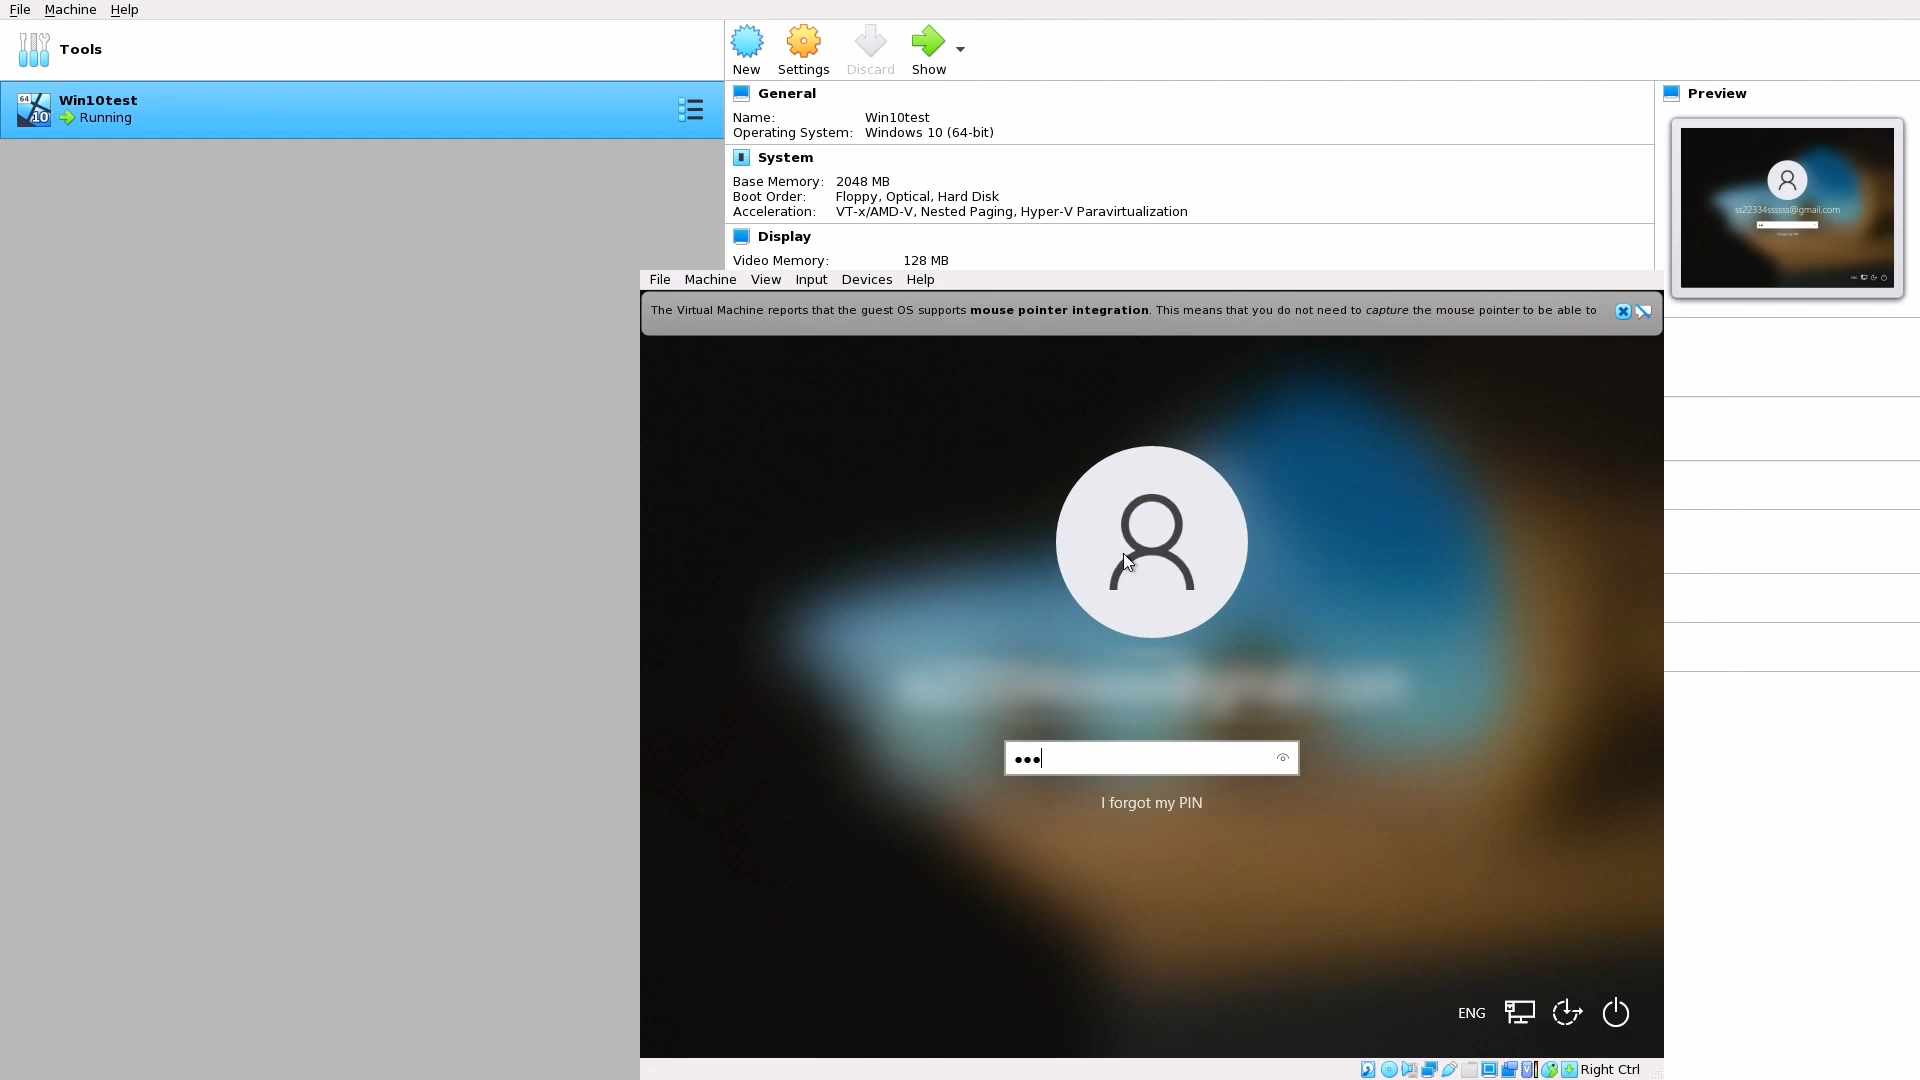 File Machine Help
Tools
New Settings Discard Show
64
10
Win10test
Running
General
Name: Win10test
Operating System: Windows 10 (64-bit)
System
Base Memory: 2048 MB
Boot Order: Floppy, Optical, Hard Disk
Acceleration: VT-x/AMD-V, Nested Paging, Hyper-V Paravirtualization
Display
Video Memory: 128 MB
Preview
File Machine View Input Devices Help
The Virtual Machine reports that the guest OS supports mouse pointer integration. This means that you do not need to capture the mouse pointer to be able to
I forgot my PIN
ENG
Right Ctrl